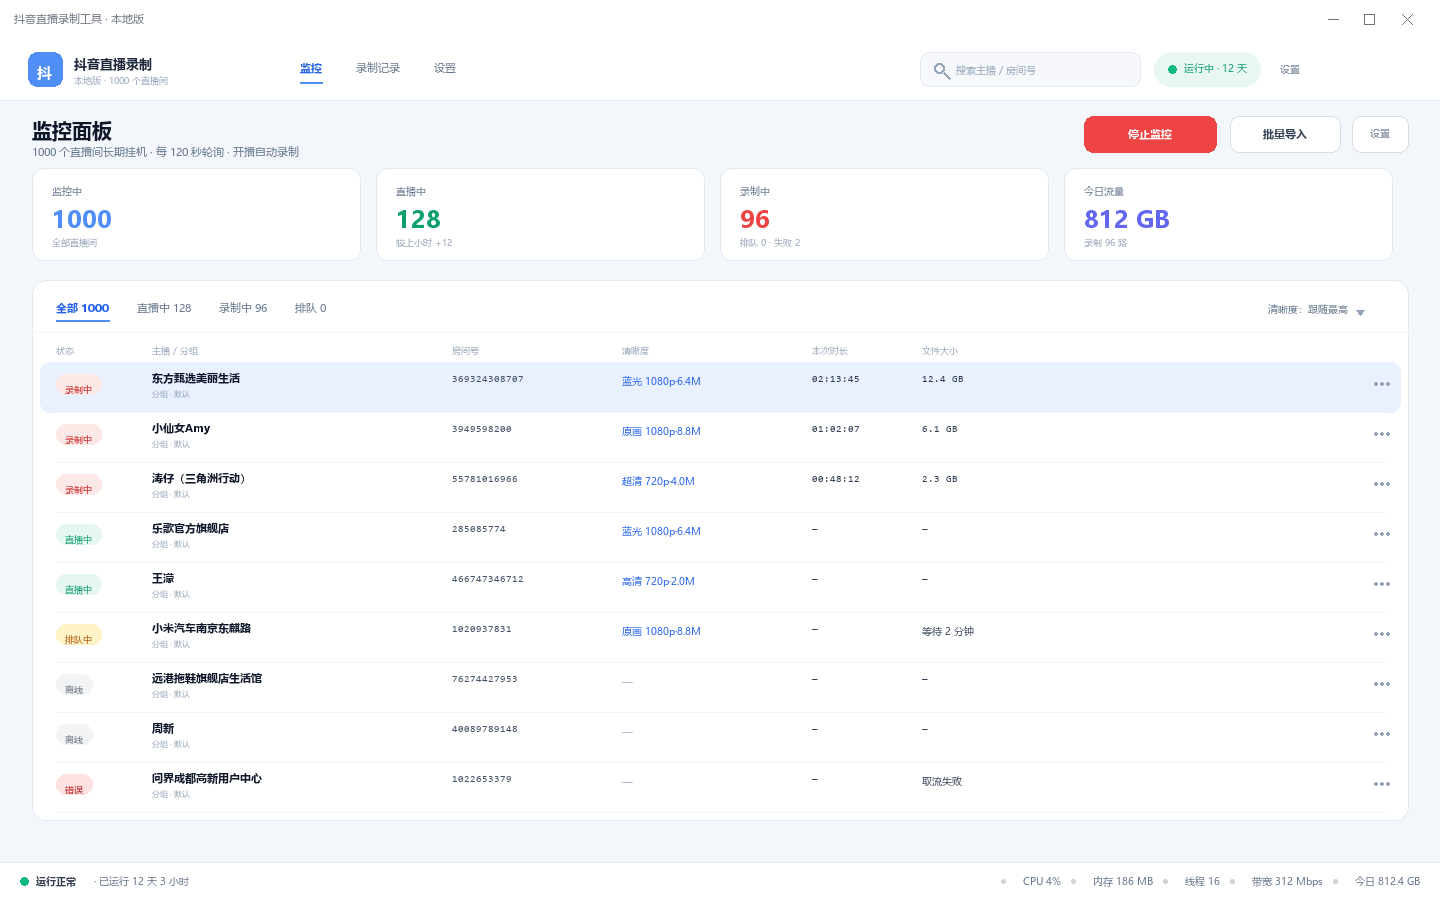 抖音直播录制工具 · 本地版
抖
抖音直播录制
本地版 · 1000 个直播间
监控 录制记录 设置
搜索主播 / 房间号
运行中 · 12 天
设置
监控面板
1000 个直播间长期挂机 · 每 120 秒轮询 · 开播自动录制
停止监控 批量导入 设置
监控中
1000
全部直播间
直播中
128
较上小时 +12
录制中
96
排队 0 · 失败 2
今日流量
812 GB
录制 96 路
全部 1000 直播中 128 录制中 96 排队 0
清晰度：跟随最高
状态 主播 / 分组 房间号 清晰度 本次时长 文件大小
录制中 东方甄选美丽生活 369324308707 蓝光 1080p·6.4M 02:13:45 12.4 GB
分组 · 默认
录制中 小仙女Amy 3949598200 原画 1080p·8.8M 01:02:07 6.1 GB
分组 · 默认
录制中 涛仔（三角洲行动） 55781016966 超清 720p·4.0M 00:48:12 2.3 GB
分组 · 默认
直播中 乐歌官方旗舰店 285085774 蓝光 1080p·6.4M – –
分组 · 默认
直播中 王濛 466747346712 高清 720p·2.0M – –
分组 · 默认
排队中 小米汽车南京东麒路 1020937831 原画 1080p·8.8M – 等待 2 分钟
分组 · 默认
离线 远港拖鞋旗舰店生活馆 76274427953 — – –
分组 · 默认
离线 周新 40089789148 — – –
分组 · 默认
错误 问界成都高新用户中心 1022653379 — – 取流失败
分组 · 默认
运行正常 · 已运行 12 天 3 小时
CPU 4% 内存 186 MB 线程 16 带宽 312 Mbps 今日 812.4 GB